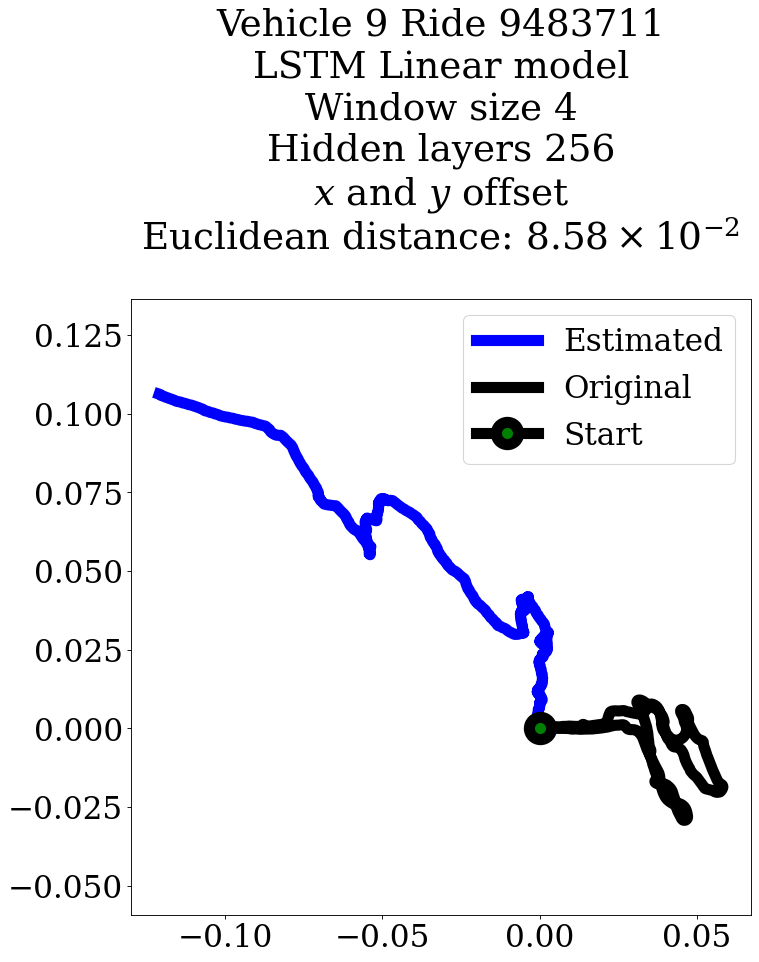 Vehicle 9 Ride 9483711
LSTM Linear model
Window size 4
Hidden layers 256
x and y offset
Euclidean distance: 8.58 × 10⁻²
Estimated
Original
Start
0.125
0.100
0.075
0.050
0.025
0.000
−0.025
−0.050
−0.10 −0.05 0.00 0.05